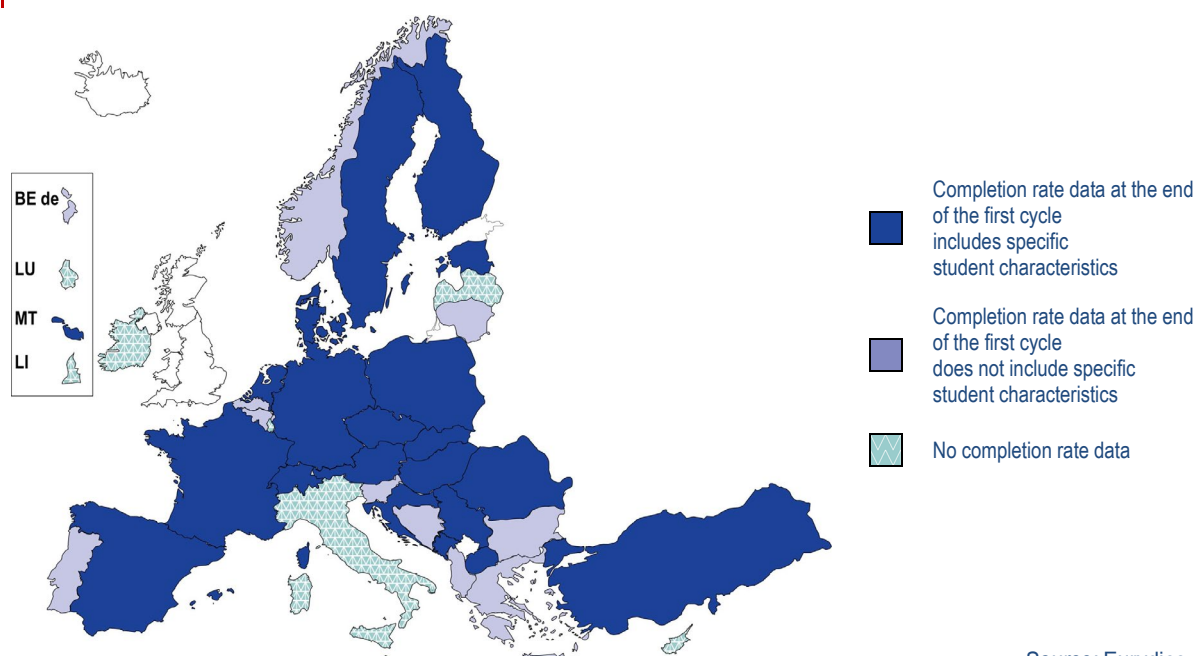 BE de
LU
MT
LI
Completion rate data at the end
of the first cycle
includes specific
student characteristics
Completion rate data at the end
of the first cycle
does not include specific
student characteristics
No completion rate data
Source: Eurydice